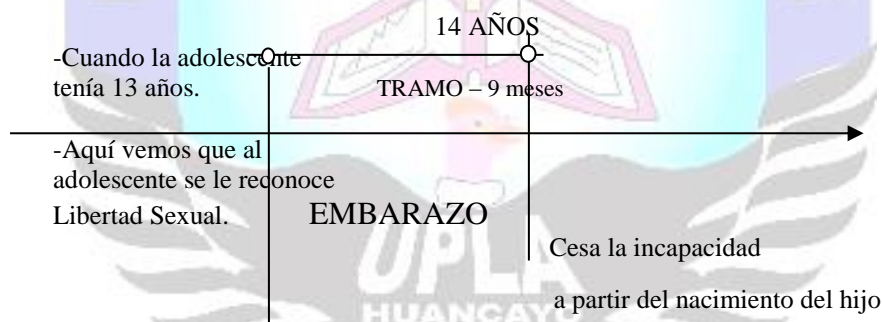 14 AÑOS
-Cuando la adolescente
tenía 13 años.
TRAMO – 9 meses
-Aquí vemos que al
adolescente se le reconoce
Libertad Sexual.
EMBARAZO
Cesa la incapacidad
a partir del nacimiento del hijo
UPLA
HUANCAYO